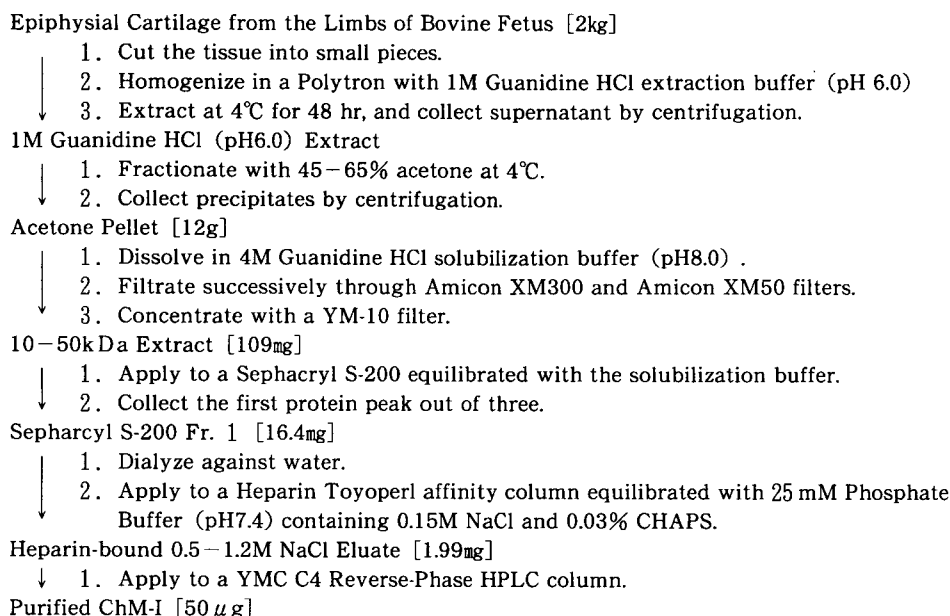 Epiphysial Cartilage from the Limbs of Bovine Fetus [2kg]
1. Cut the tissue into small pieces.
2. Homogenize in a Polytron with 1M Guanidine HCl extraction buffer (pH 6.0)
3. Extract at 4℃ for 48 hr, and collect supernatant by centrifugation.
1M Guanidine HCl (pH6.0) Extract
1. Fractionate with 45-65% acetone at 4℃.
2. Collect precipitates by centrifugation.
Acetone Pellet [12g]
1. Dissolve in 4M Guanidine HCl solubilization buffer (pH8.0) .
2. Filtrate successively through Amicon XM300 and Amicon XM50 filters.
3. Concentrate with a YM-10 filter.
10-50kDa Extract [109mg]
1. Apply to a Sephacryl S-200 equilibrated with the solubilization buffer.
2. Collect the first protein peak out of three.
Sepharcyl S-200 Fr. 1 [16.4mg]
1. Dialyze against water.
2. Apply to a Heparin Toyoperl affinity column equilibrated with 25 mM Phosphate
Buffer (pH7.4) containing 0.15M NaCl and 0.03% CHAPS.
Heparin-bound 0.5-1.2M NaCl Eluate [1.99mg]
1. Apply to a YMC C4 Reverse-Phase HPLC column.
Purified ChM-I [50μg]